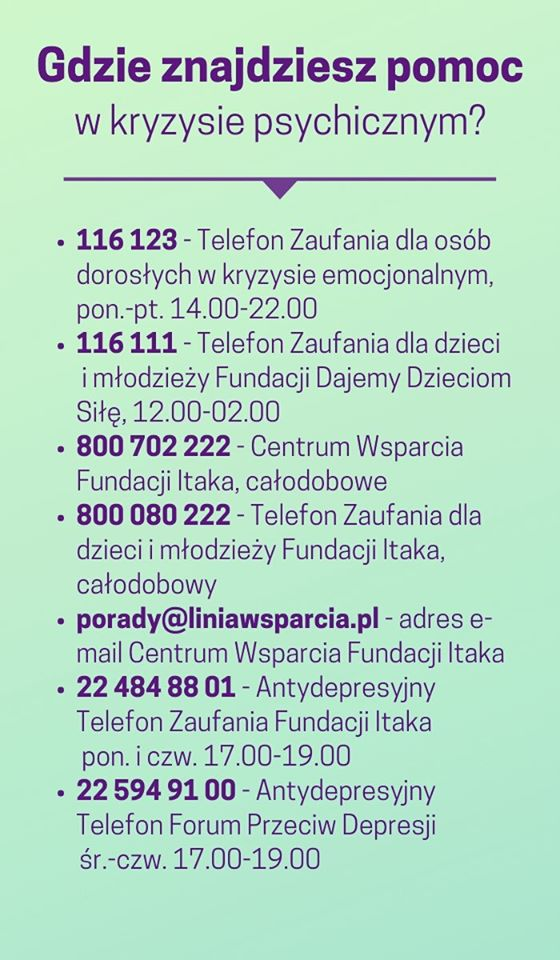 Gdzie znajdziesz pomoc
w kryzysie psychicznym?
• 116 123 - Telefon Zaufania dla osób
dorosłych w kryzysie emocjonalnym,
pon.-pt. 14.00-22.00
• 116 111 - Telefon Zaufania dla dzieci
i młodzieży Fundacji Dajemy Dzieciom
Siłę, 12.00-02.00
• 800 702 222 - Centrum Wsparcia
Fundacji Itaka, całodobowe
• 800 080 222 - Telefon Zaufania dla
dzieci i młodzieży Fundacji Itaka,
całodobowy
• porady@liniawsparcia.pl - adres e-
mail Centrum Wsparcia Fundacji Itaka
• 22 484 88 01 - Antydepresyjny
Telefon Zaufania Fundacji Itaka
pon. i czw. 17.00-19.00
• 22 594 91 00 - Antydepresyjny
Telefon Forum Przeciw Depresji
śr.-czw. 17.00-19.00